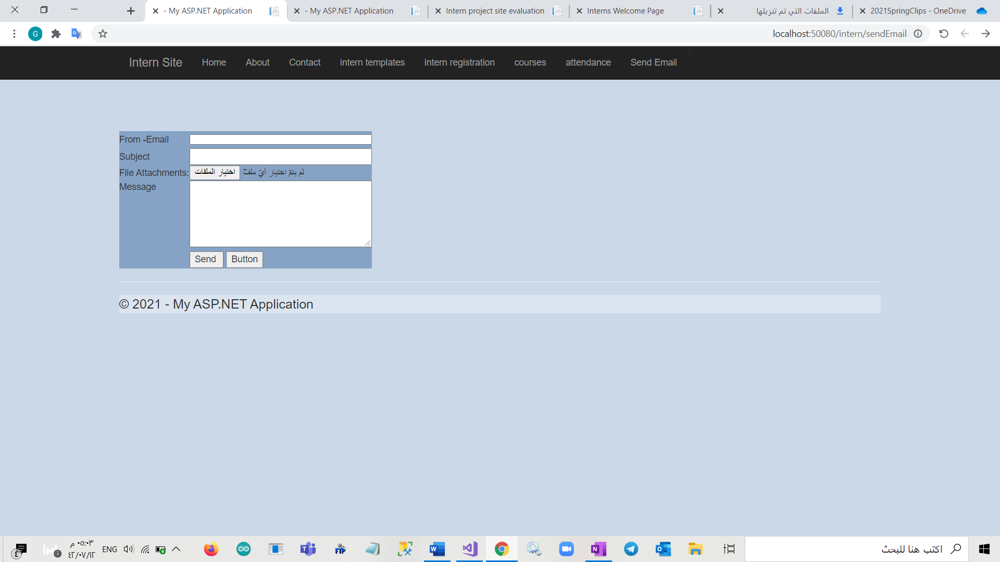 - My ASP.NET Application
- My ASP.NET Application
Intern project site evaluation
Interns Welcome Page
الملفات التي تم تنزيلها
2021SpringClips - OneDrive
G
localhost:50080/intern/sendEmail
Intern Site
Home
About
Contact
intern templates
intern registration
courses
attendance
Send Email
//
From -Email
Subject
File Attachments:
اختيار الملفات
لم يتمّ اختيار أيّ ملفّ
Message
Send
Button
© 2021 - My ASP.NET Application
٠٥:٠٣ م
ENG
٤٢/٠٧/١٢
اكتب هنا للبحث